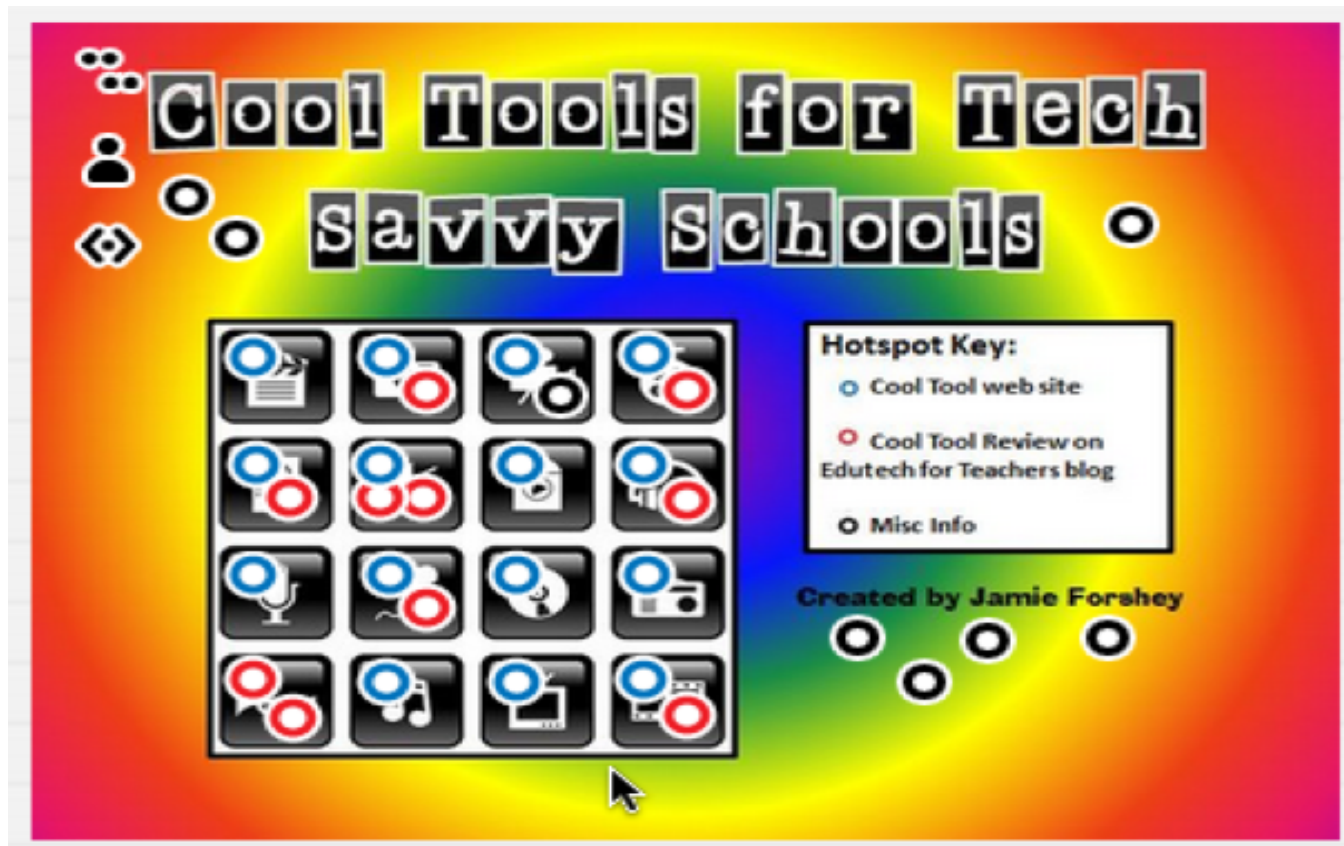 Cool Tools for Tech
Savvy Schools
Hotspot Key:
Cool Tool web site
Cool Tool Review on
Edutech for Teachers blog
Misc Info
Created by Jamie Forshey